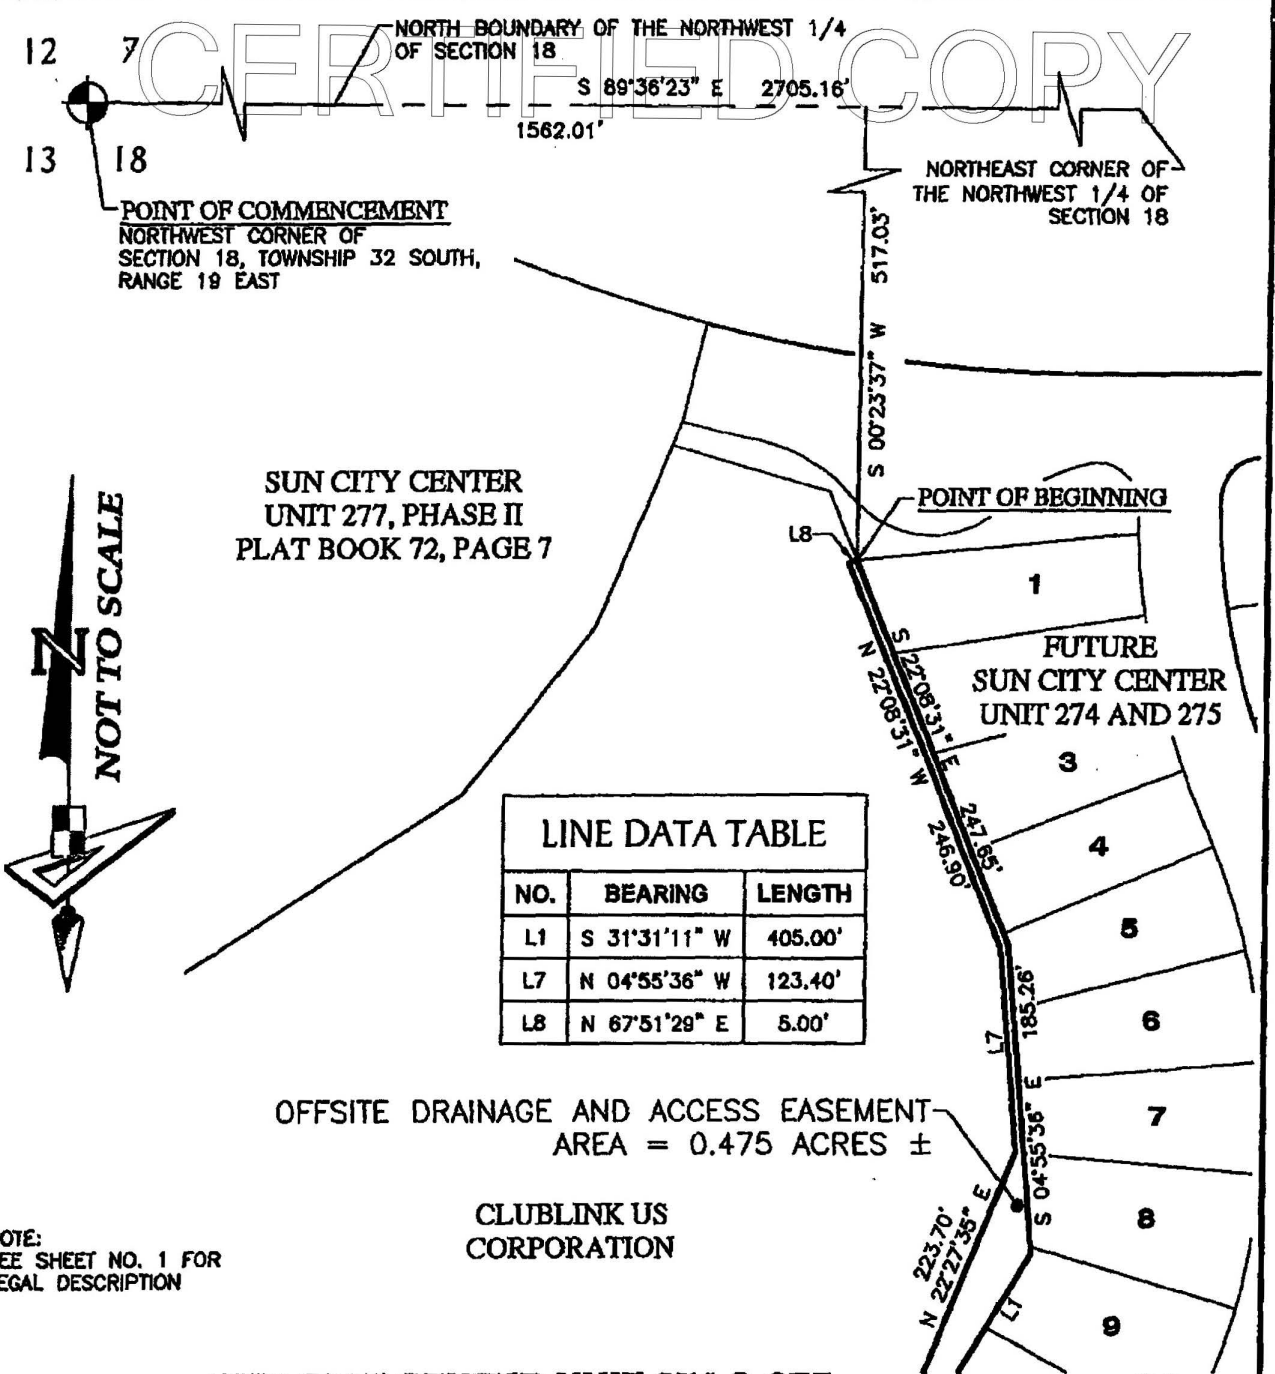 CERTIFIED COPY
12 7
NORTH BOUNDARY OF THE NORTHWEST 1/4
OF SECTION 18
S 89°36'23" E 2705.16'
1562.01'
13 18
POINT OF COMMENCEMENT
NORTHWEST CORNER OF
SECTION 18, TOWNSHIP 32 SOUTH,
RANGE 19 EAST
NORTHEAST CORNER OF
THE NORTHWEST 1/4 OF
SECTION 18
S 00°23'37" W 517.03'
SUN CITY CENTER
UNIT 277, PHASE II
PLAT BOOK 72, PAGE 7
POINT OF BEGINNING
L8
1
N
NOT TO SCALE
FUTURE
SUN CITY CENTER
UNIT 274 AND 275
S 22°08'31" E 247.65'
N 22°08'31" W 246.90'
3
4
5
6
7
8
9
LINE DATA TABLE
NO. BEARING LENGTH
L1 S 31°31'11" W 405.00'
L7 N 04°55'36" W 123.40'
L8 N 67°51'29" E 5.00'
L7
S 04°55'36" E 185.26'
OFFSITE DRAINAGE AND ACCESS EASEMENT
AREA = 0.475 ACRES ±
CLUBLINK US
CORPORATION
223.70'
N 22°27'35" E
L1
OTE:
EE SHEET NO. 1 FOR
EGAL DESCRIPTION